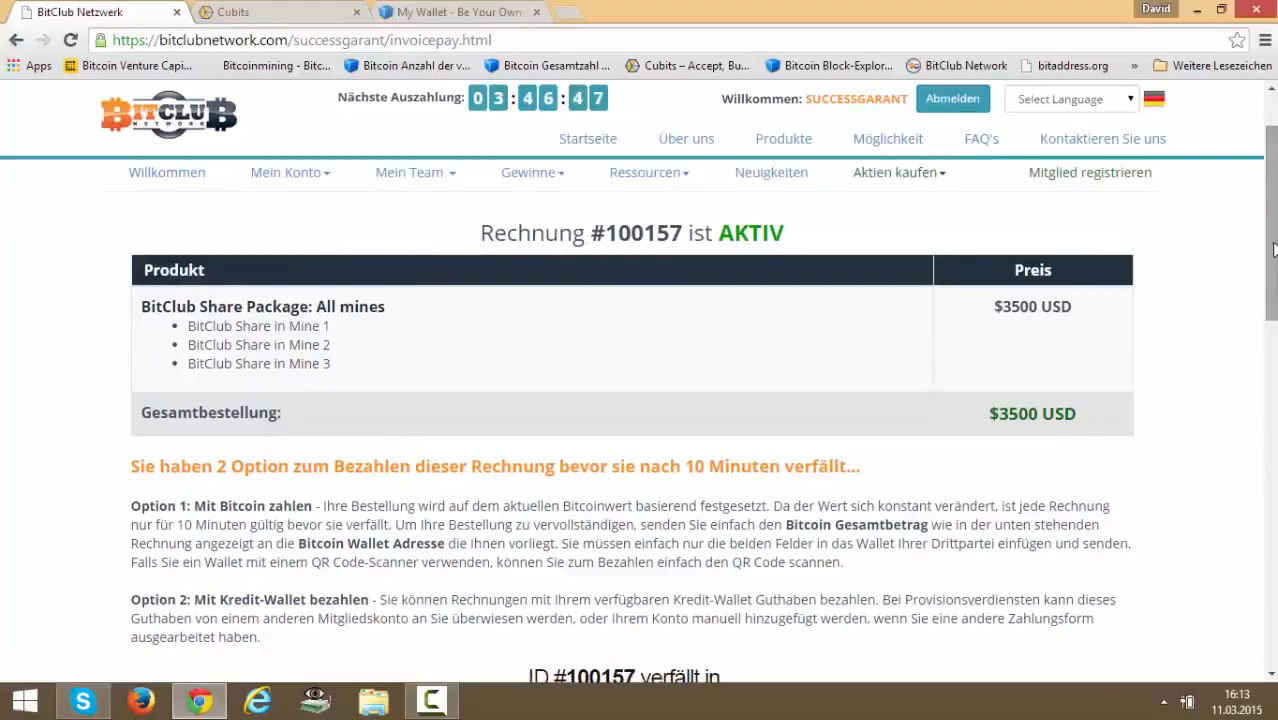 BitClub Netzwerk
Cubits
My Wallet - Be Your Own
David
https://bitclubnetwork.com/successgarant/invoicepay.html
Apps
Bitcoin Venture Capi...
Bitcoinmining - Bitc...
Bitcoin Anzahl der v...
Bitcoin Gesamtzahl ...
Cubits – Accept, Bu...
Bitcoin Block-Explor...
BitClub Network
bitaddress.org
»
Weitere Lesezeichen
BITCLUB
NETWORK
Nächste Auszahlung: 03:46:47
Willkommen: SUCCESSGARANT
Abmelden
Select Language
Startseite
Über uns
Produkte
Möglichkeit
FAQ's
Kontaktieren Sie uns
Willkommen
Mein Konto
Mein Team
Gewinne
Ressourcen
Neuigkeiten
Aktien kaufen
Mitglied registrieren
Rechnung #100157 ist AKTIV
Produkt
Preis
BitClub Share Package: All mines
$3500 USD
• BitClub Share in Mine 1
• BitClub Share in Mine 2
• BitClub Share in Mine 3
Gesamtbestellung:
$3500 USD
Sie haben 2 Option zum Bezahlen dieser Rechnung bevor sie nach 10 Minuten verfällt...
Option 1: Mit Bitcoin zahlen - Ihre Bestellung wird auf dem aktuellen Bitcoinwert basierend festgesetzt. Da der Wert sich konstant verändert, ist jede Rechnung
nur für 10 Minuten gültig bevor sie verfällt. Um Ihre Bestellung zu vervollständigen, senden Sie einfach den Bitcoin Gesamtbetrag wie in der unten stehenden
Rechnung angezeigt an die Bitcoin Wallet Adresse die Ihnen vorliegt. Sie müssen einfach nur die beiden Felder in das Wallet Ihrer Drittpartei einfügen und senden.
Falls Sie ein Wallet mit einem QR Code-Scanner verwenden, können Sie zum Bezahlen einfach den QR Code scannen.
Option 2: Mit Kredit-Wallet bezahlen - Sie können Rechnungen mit Ihrem verfügbaren Kredit-Wallet Guthaben bezahlen. Bei Provisionsverdiensten kann dieses
Guthaben von einem anderen Mitgliedskonto an Sie überwiesen werden, oder Ihrem Konto manuell hinzugefügt werden, wenn Sie eine andere Zahlungsform
ausgearbeitet haben.
ID #100157 verfällt in
16:13
11.03.2015